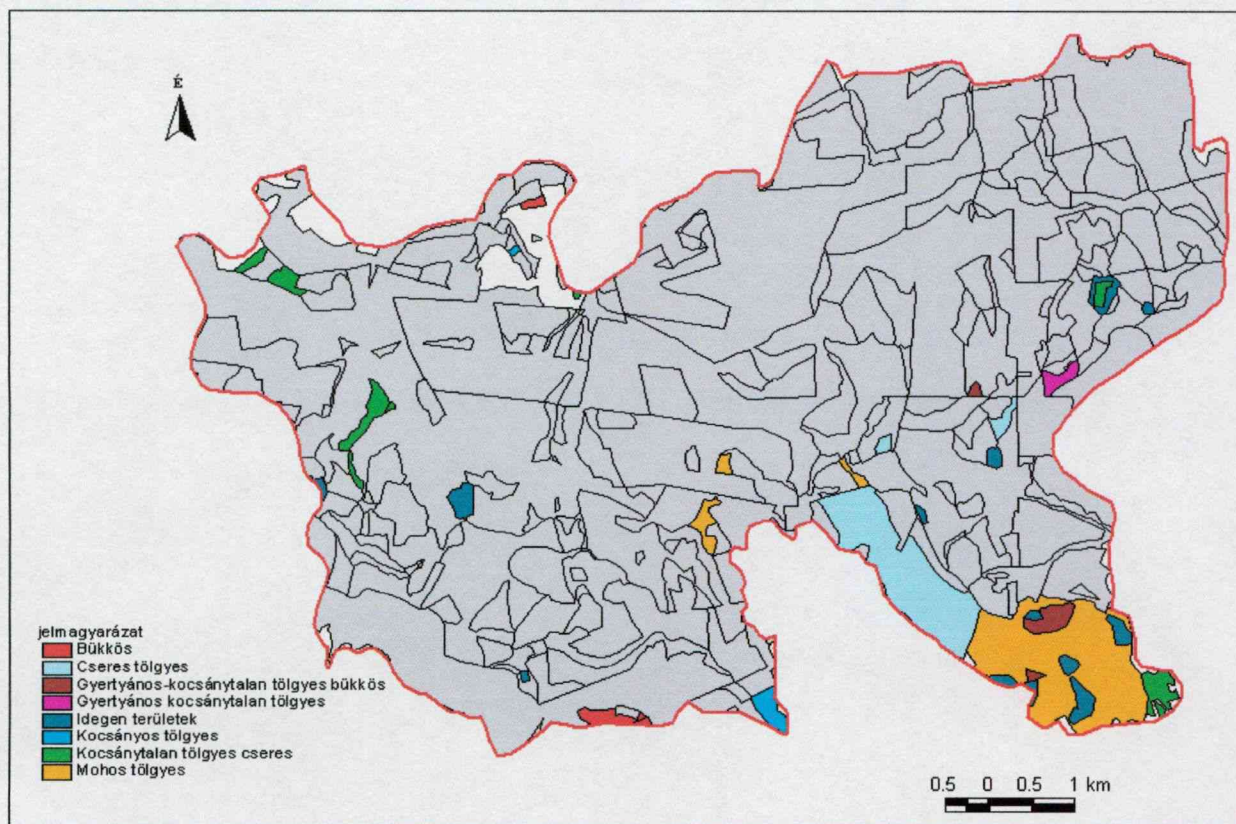 É
jelmagyarázat
Bükkös
Cseres tölgyes
Gyertyános-kocsánytalan tölgyes bükkös
Gyertyános kocsánytalan tölgyes
Idegen területek
Kocsányos tölgyes
Kocsánytalan tölgyes cseres
Mohos tölgyes
0.5 0 0.5 1 km